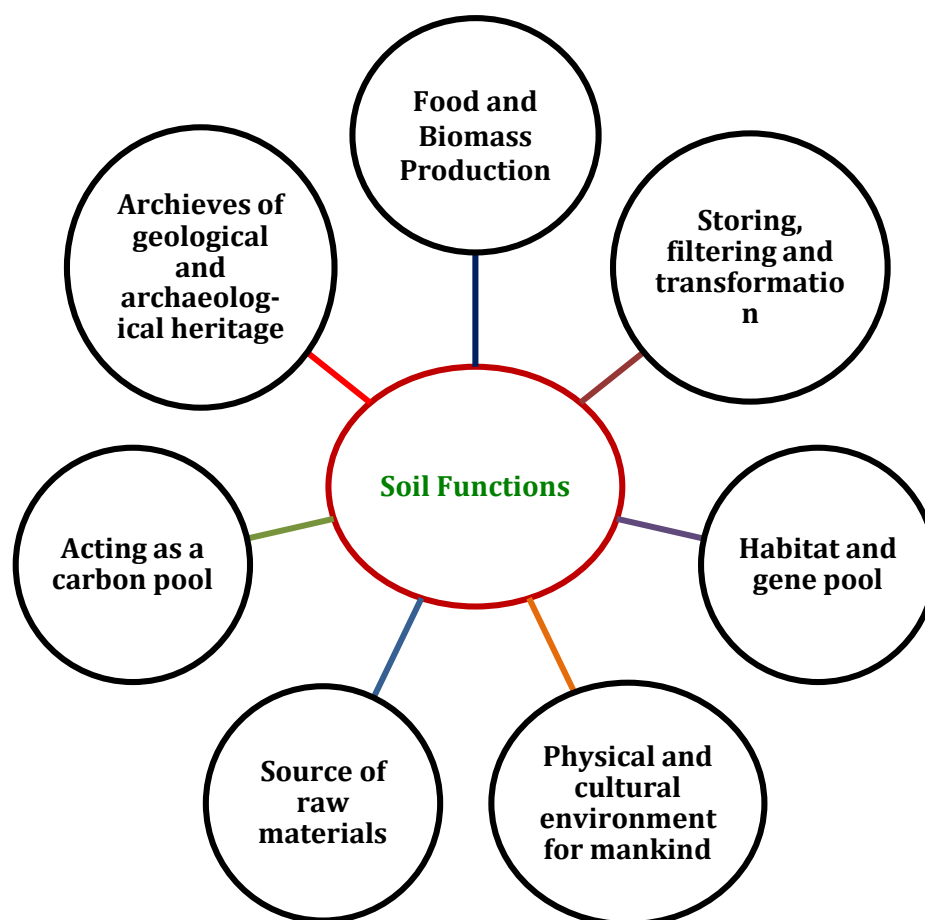 Food and
Biomass
Production
Storing,
filtering and
transformatio
n
Habitat and
gene pool
Physical and
cultural
environment
for mankind
Source of
raw
materials
Acting as a
carbon pool
Archieves of
geological
and
archaeolog-
ical heritage
Soil Functions